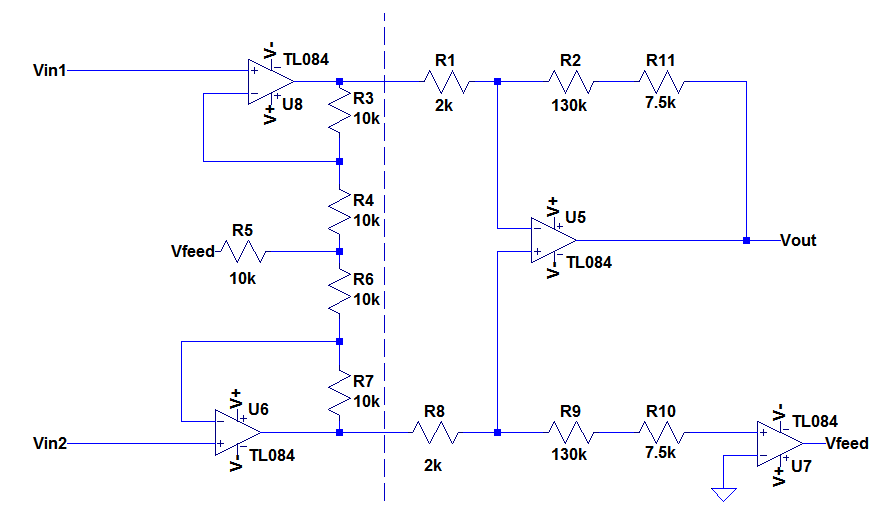 V- TL084
Vin1
+
-
U8
V+
R3
10k
R1
2k
R2
130k
R11
7.5k
R4
10k
Vfeed
R5
10k
R6
10k
V+
U5
-
+
V-
TL084
Vout
R7
10k
V+
U6
-
+
Vin2
V-
TL084
R8
2k
R9
130k
R10
7.5k
V-
TL084
+
-
Vfeed
V+
U7